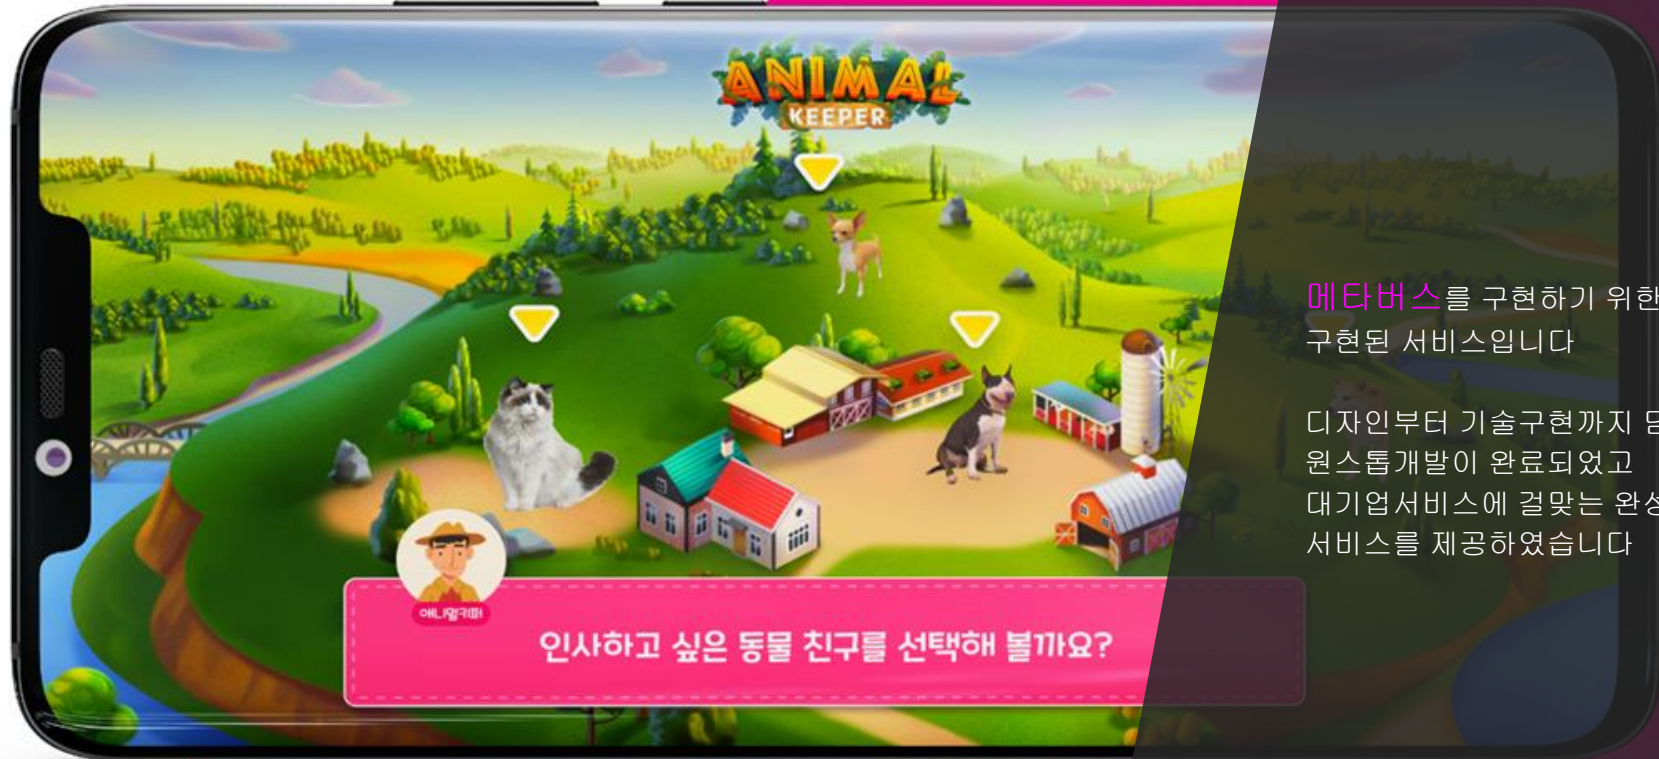 ANIMAL
KEEPER
애니멀키퍼
인사하고 싶은 동물 친구를 선택해 볼까요?
메타버스를 구현하기 위한
구현된 서비스입니다
디자인부터 기술구현까지
원스톱개발이 완료되었고
대기업서비스에 걸맞는
서비스를 제공하였습니다